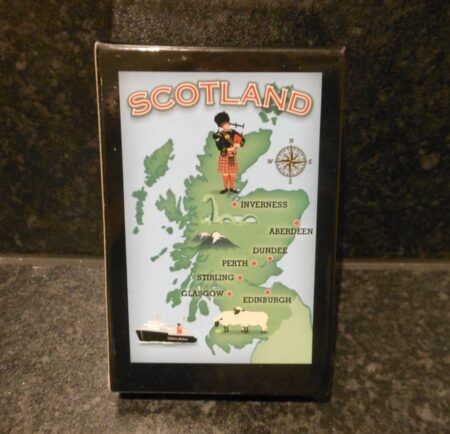 SCOTLAND
N
W E
S
INVERNESS
ABERDEEN
DUNDEE
PERTH
STIRLING
GLASGOW
EDINBURGH